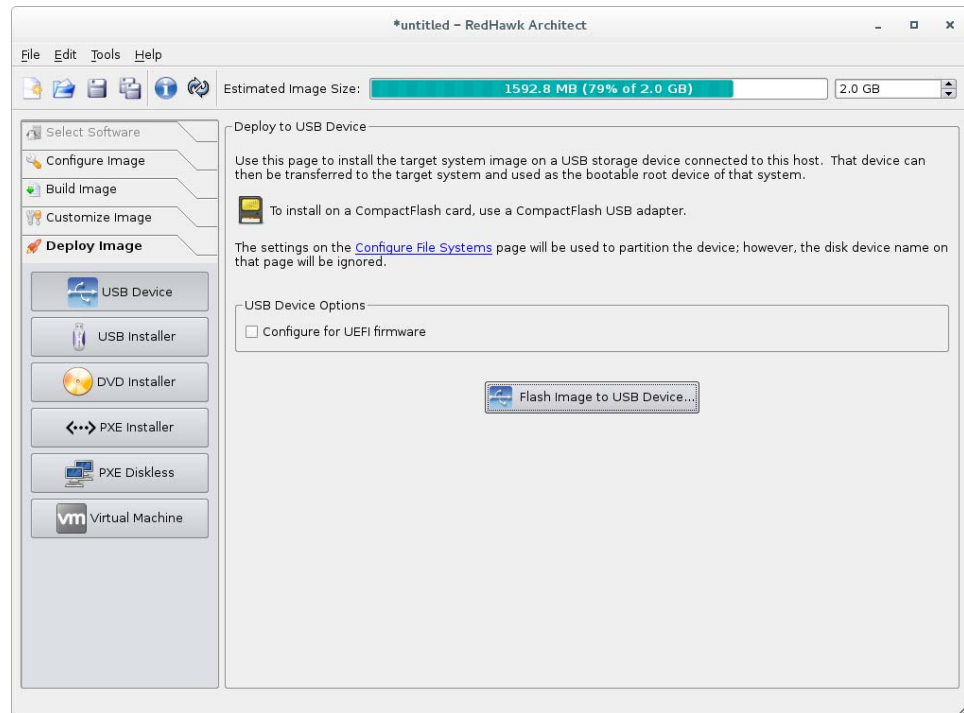 *untitled – RedHawk Architect
File Edit Tools Help
Estimated Image Size: 1592.8 MB (79% of 2.0 GB) 2.0 GB
Select Software
Configure Image
Build Image
Customize Image
Deploy Image
USB Device
USB Installer
DVD Installer
PXE Installer
PXE Diskless
vm Virtual Machine
Deploy to USB Device
Use this page to install the target system image on a USB storage device connected to this host. That device can
then be transferred to the target system and used as the bootable root device of that system.
To install on a CompactFlash card, use a CompactFlash USB adapter.
The settings on the Configure File Systems page will be used to partition the device; however, the disk device name on
that page will be ignored.
USB Device Options
Configure for UEFI firmware
Flash Image to USB Device...